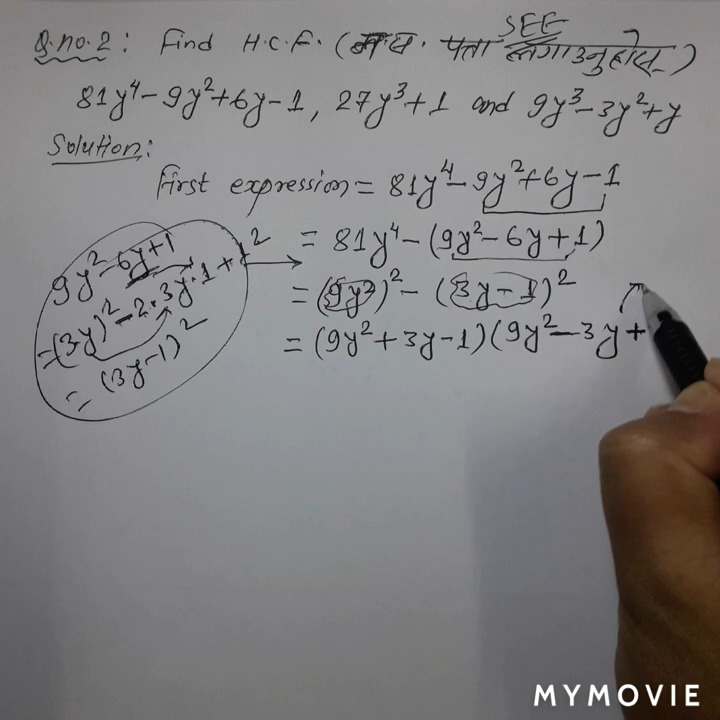 SEE
Q.no.2: Find H.C.F. (म.स. पत्ता लगाउनुहोस्)
81y⁴-9y²+6y-1, 27y³+1 and 9y³-3y²+y
Solution:
First expression = 81y⁴-9y²+6y-1
= 81y⁴-(9y²-6y+1)
= (9y²)²-(3y-1)²
= (9y²+3y-1)(9y²-3y+
9y²-6y+1
=(3y)²-2·3y·1+1²
= (3y-1)²
MYMOVIE